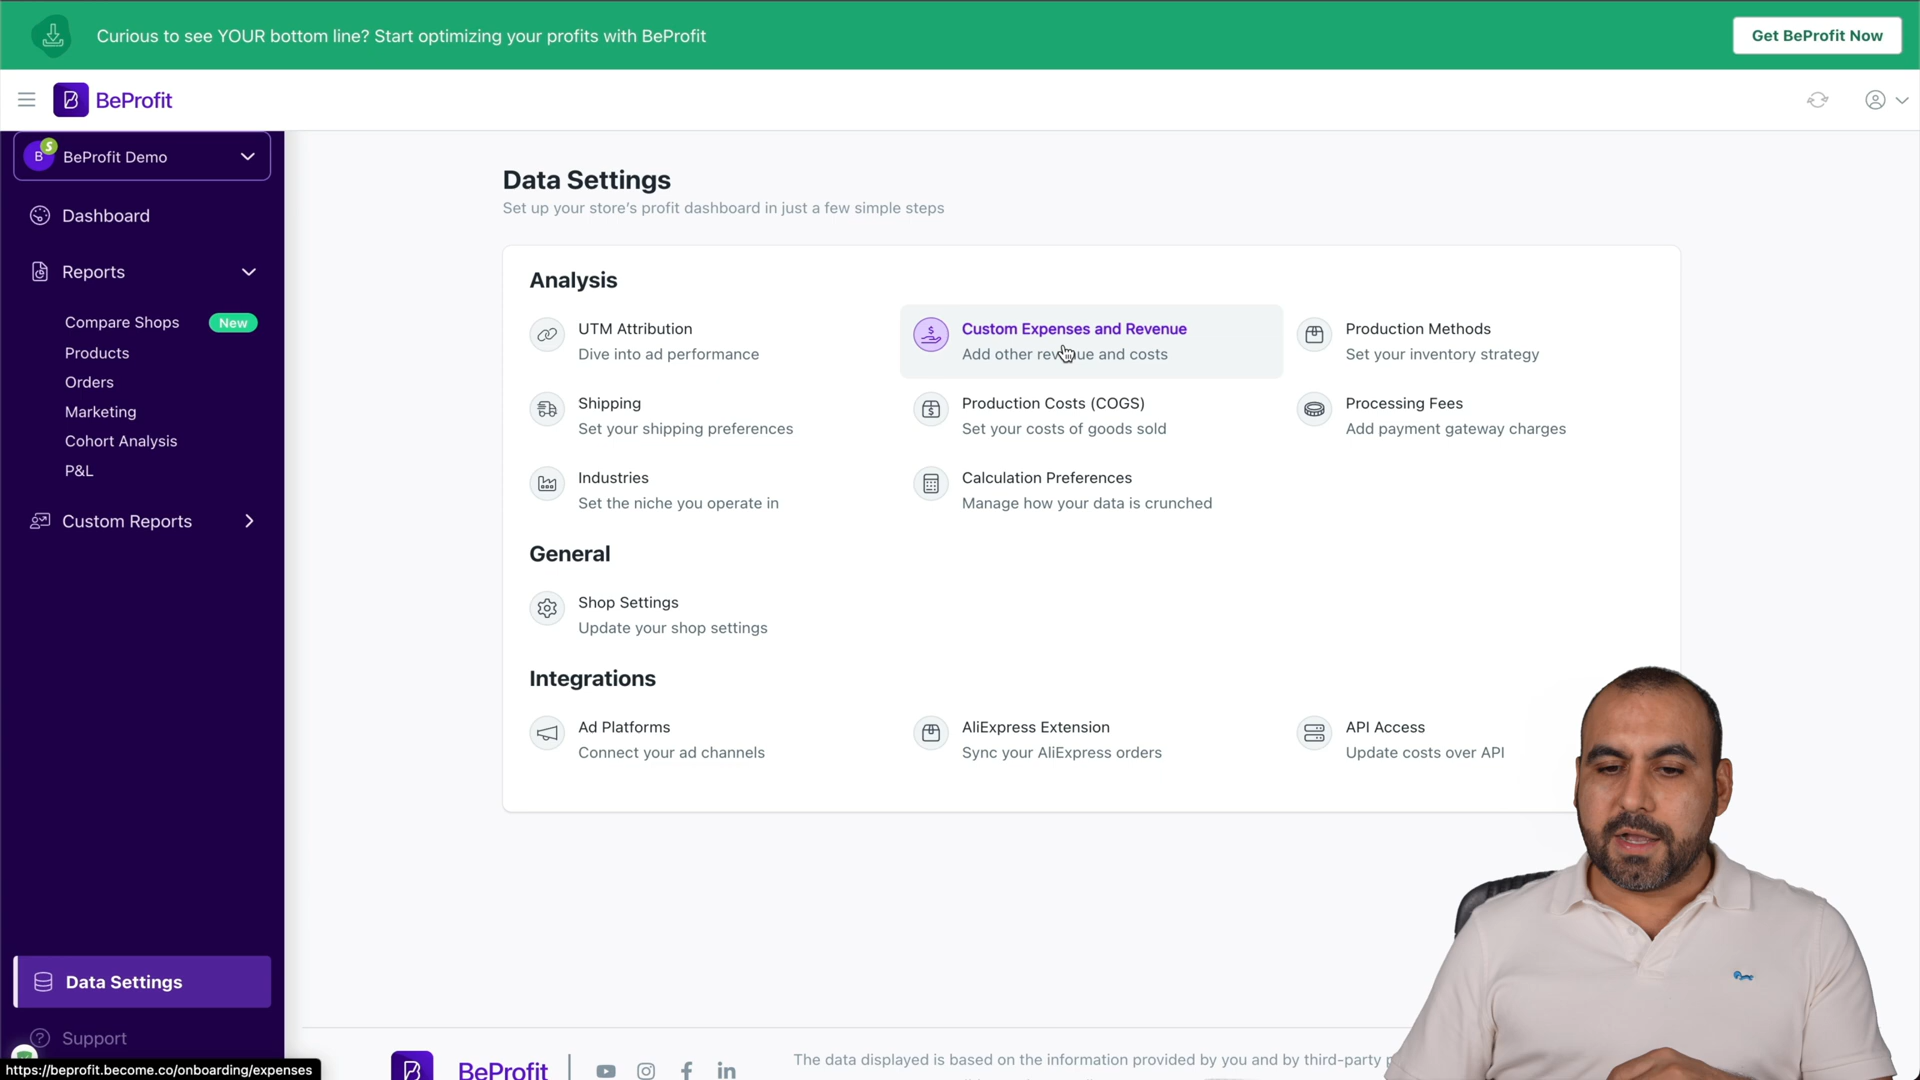 Curious to see YOUR bottom line? Start optimizing your profits with BeProfit
Get BeProfit Now
BeProfit
B S BeProfit Demo
Dashboard
Reports
Compare Shops New
Products
Orders
Marketing
Cohort Analysis
P&L
Custom Reports
Data Settings
Support
https://beprofit.become.co/onboarding/expenses
Data Settings
Set up your store's profit dashboard in just a few simple steps
Analysis
UTM Attribution
Dive into ad performance
Custom Expenses and Revenue
Add other revenue and costs
Production Methods
Set your inventory strategy
Shipping
Set your shipping preferences
Production Costs (COGS)
Set your costs of goods sold
Processing Fees
Add payment gateway charges
Industries
Set the niche you operate in
Calculation Preferences
Manage how your data is crunched
General
Shop Settings
Update your shop settings
Integrations
Ad Platforms
Connect your ad channels
AliExpress Extension
Sync your AliExpress orders
API Access
Update costs over API
BeProfit
The data displayed is based on the information provided by you and by third-party